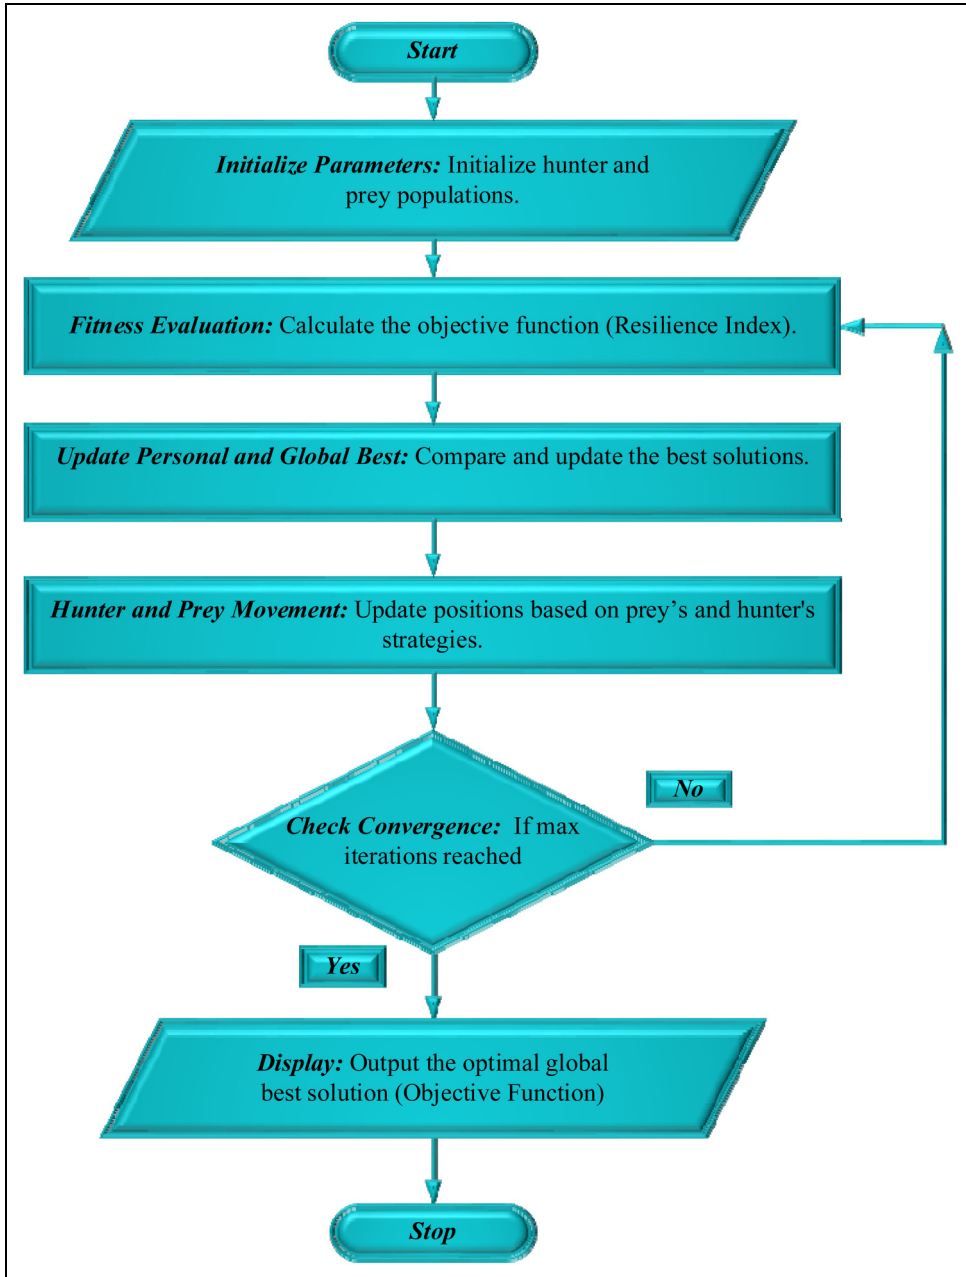 Start
Initialize Parameters: Initialize hunter and
prey populations.
Fitness Evaluation: Calculate the objective function (Resilience Index).
Update Personal and Global Best: Compare and update the best solutions.
Hunter and Prey Movement: Update positions based on prey’s and hunter's
strategies.
No
Check Convergence: If max
iterations reached
Yes
Display: Output the optimal global
best solution (Objective Function)
Stop